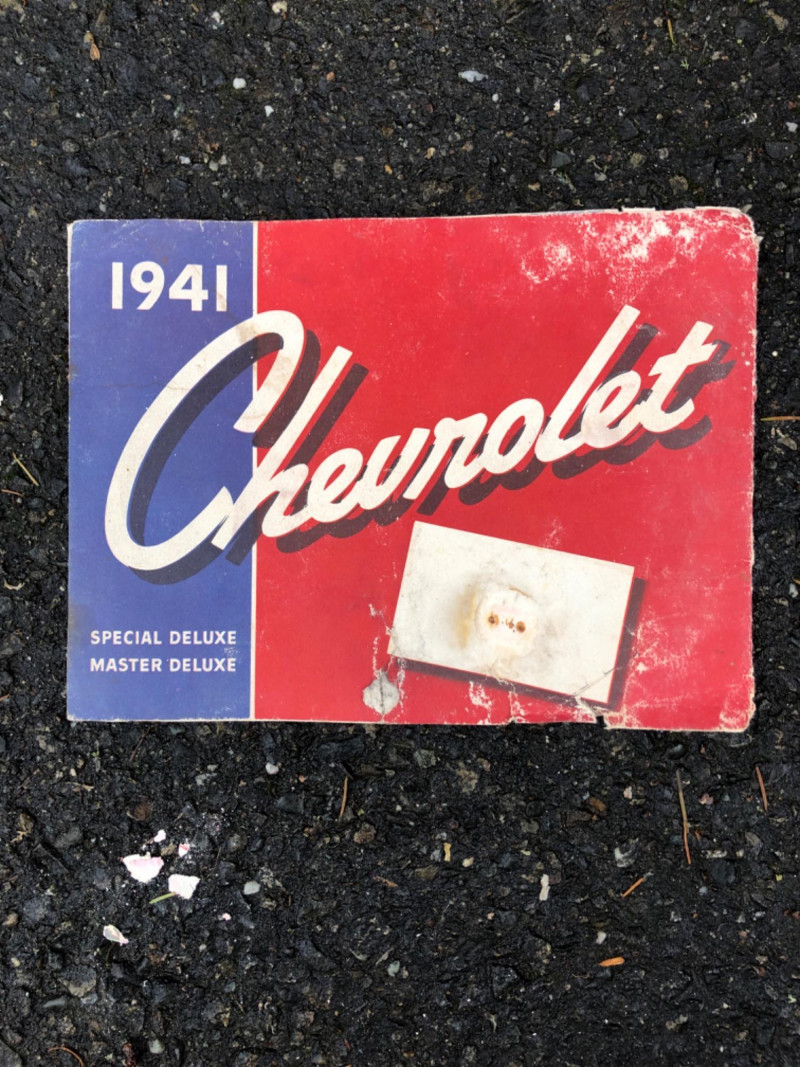 1941
Chevrolet
SPECIAL DELUXE
MASTER DELUXE